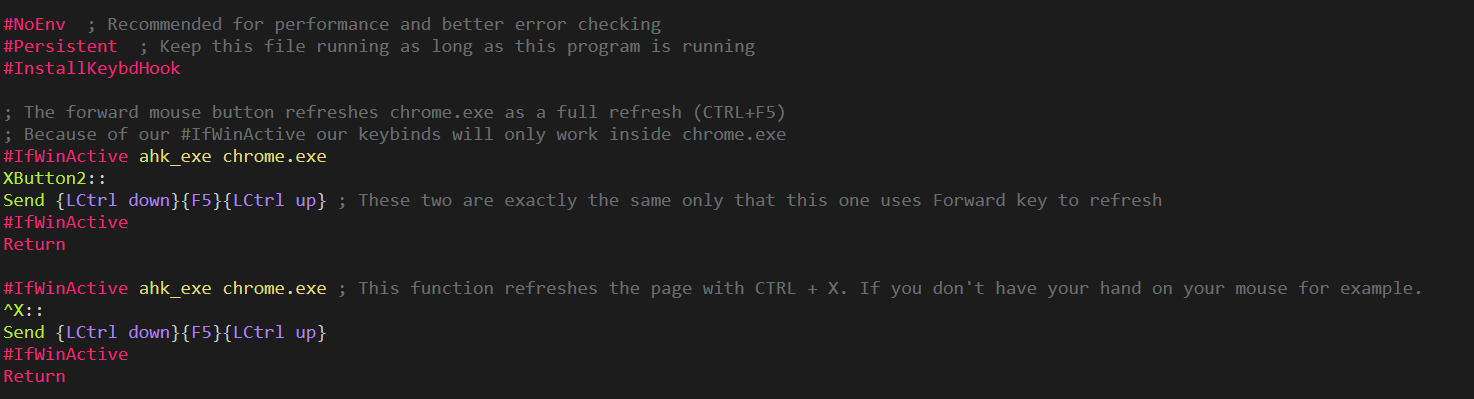 #NoEnv  ; Recommended for performance and better error checking
#Persistent  ; Keep this file running as long as this program is running
#InstallKeybdHook
; The forward mouse button refreshes chrome.exe as a full refresh (CTRL+F5)
; Because of our #IfWinActive our keybinds will only work inside chrome.exe
#IfWinActive ahk_exe chrome.exe
XButton2::
Send {LCtrl down}{F5}{LCtrl up} ; These two are exactly the same only that this one uses Forward key to refresh
#IfWinActive
Return
#IfWinActive ahk_exe chrome.exe ; This function refreshes the page with CTRL + X. If you don't have your hand on your mouse for example.
^X::
Send {LCtrl down}{F5}{LCtrl up}
#IfWinActive
Return